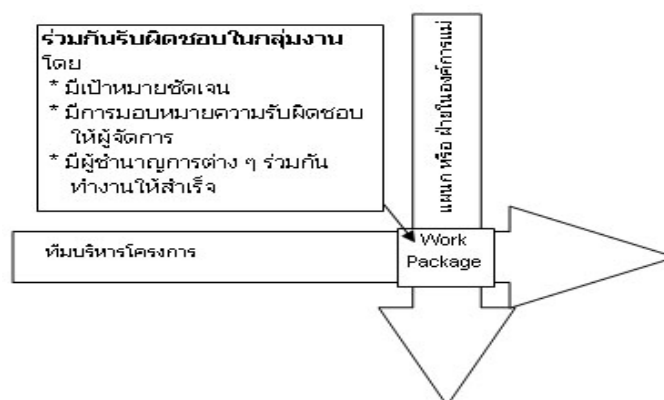 ร่วมกันรับผิดชอบในกลุ่มงาน
โดย
* มีเป้าหมายชัดเจน
* มีการมอบหมายความรับผิดชอบ
ให้ผู้จัดการ
* มีผู้ชำนาญการต่าง ๆ ร่วมกัน
ทำงานให้สำเร็จ
แผนก หรือ ฝ่ายในองค์การแม่
ทีมบริหารโครงการ
Work
Package